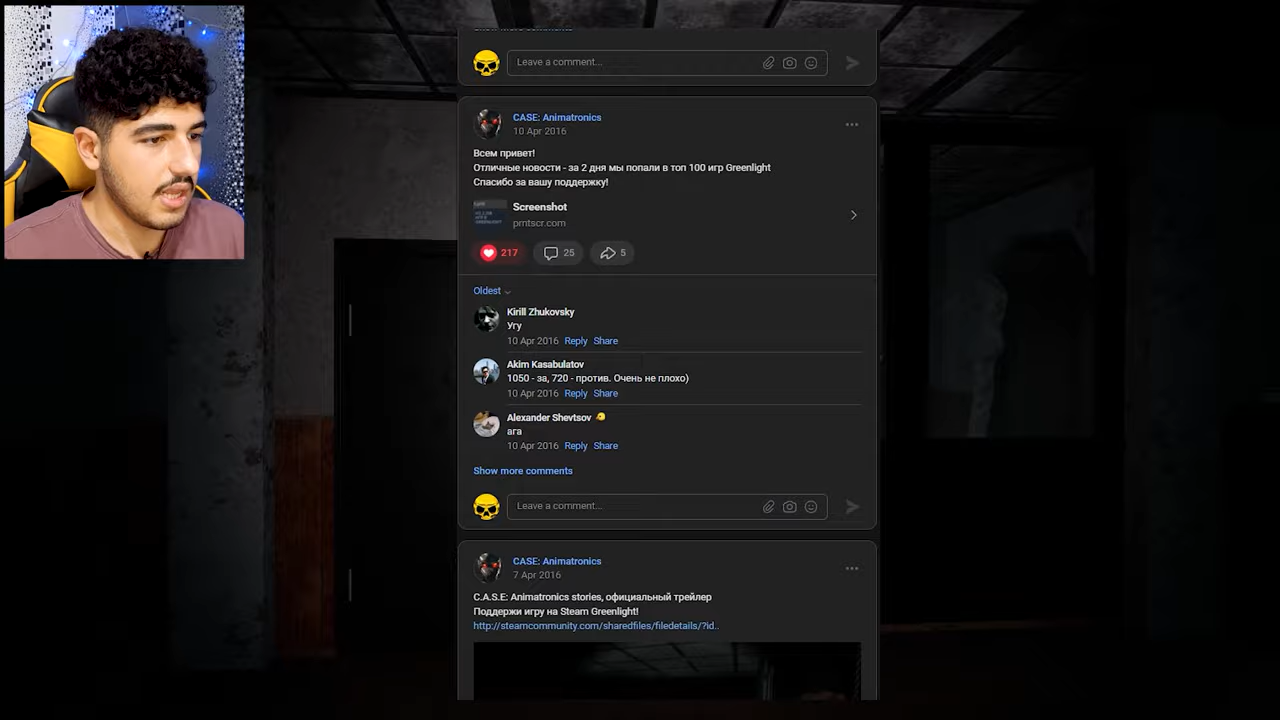 Leave a comment...
CASE: Animatronics
10 Apr 2016
Всем привет!
Отличные новости - за 2 дня мы попали в топ 100 игр Greenlight
Спасибо за вашу поддержку!
Screenshot
prntscr.com
217 25 5
Oldest
Kirill Zhukovsky
Угу
10 Apr 2016 Reply Share
Akim Kasabulatov
1050 - за, 720 - против. Очень не плохо)
10 Apr 2016 Reply Share
Alexander Shevtsov
ага
10 Apr 2016 Reply Share
Show more comments
Leave a comment...
CASE: Animatronics
7 Apr 2016
C.A.S.E: Animatronics stories, официальный трейлер
Поддержи игру на Steam Greenlight!
http://steamcommunity.com/sharedfiles/filedetails/?id..